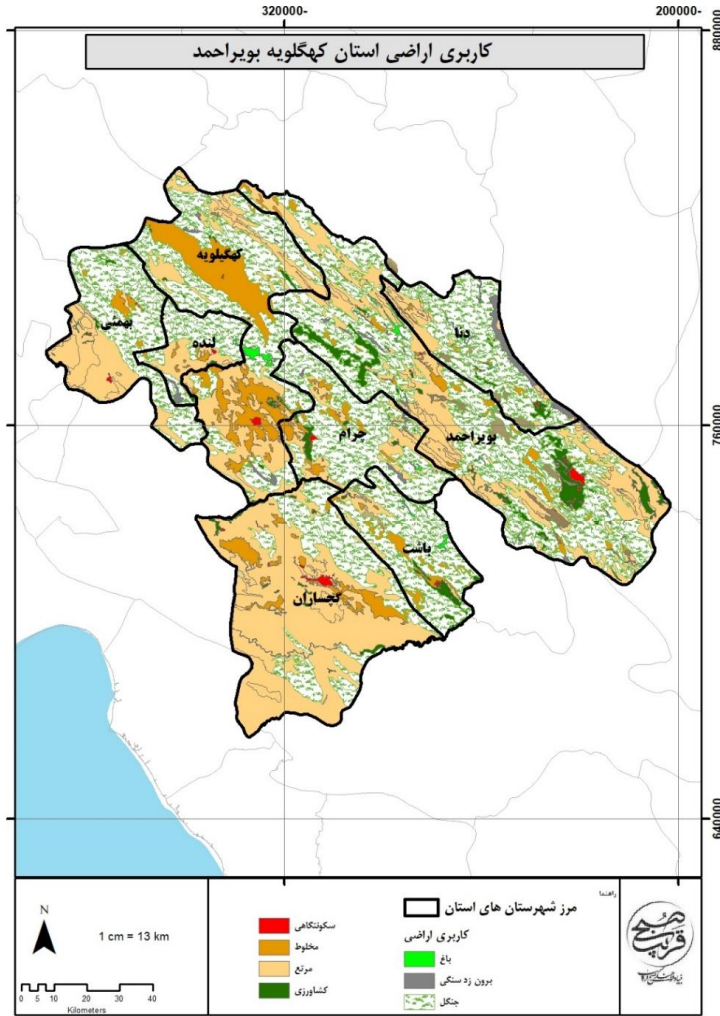 320000- 200000-
880000
کاربری اراضی استان کهگلویه بویراحمد
کهگیلویه
دنا
بهمئی
لنده
760000
چرام
بویراحمد
باشت
گچساران
640000
راهنما
مرز شهرستان های استان
کاربری اراضی
باغ
برون زد سنگی
جنگل
سکونتگاهی
مخلوط
مرتع
کشاورزی
N
1 cm = 13 km
0 5 10 20 30 40
Kilometers